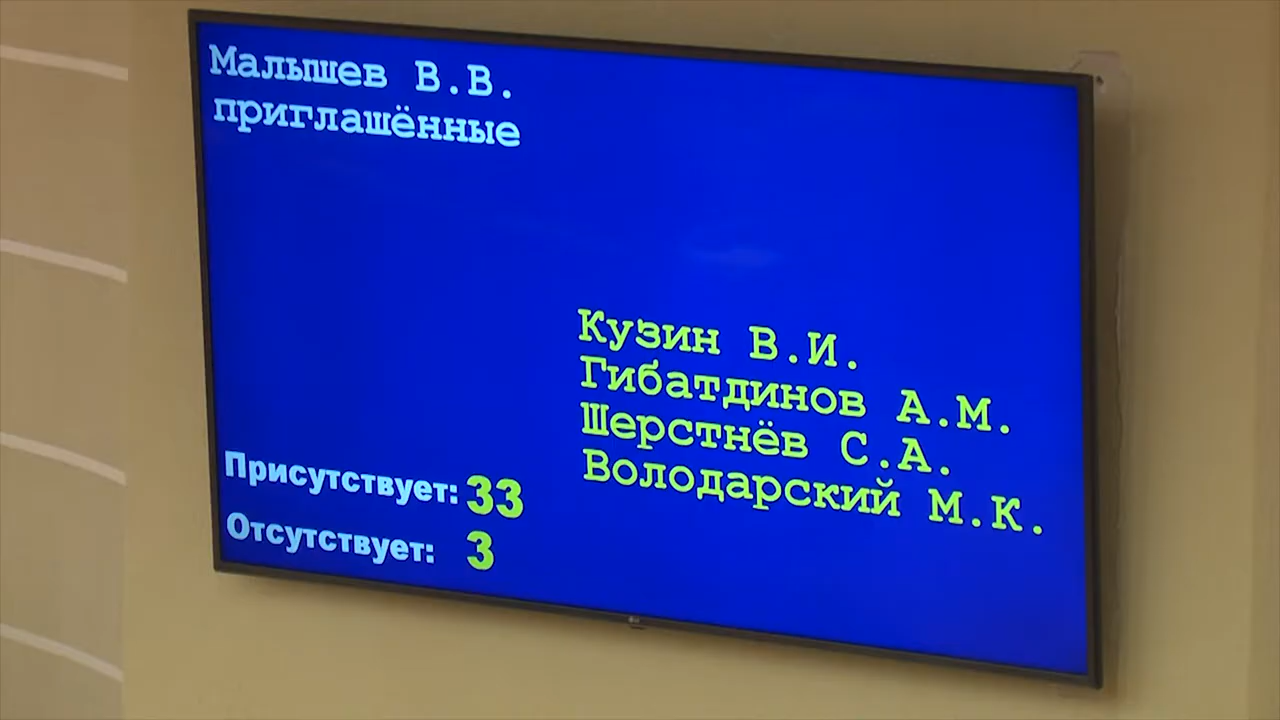 Малышев В.В.
приглашённые
Кузин В.И.
Гибатдинов А.М.
Шерстнёв С.А.
Володарский М.К.
Присутствует: 33
Отсутствует: 3